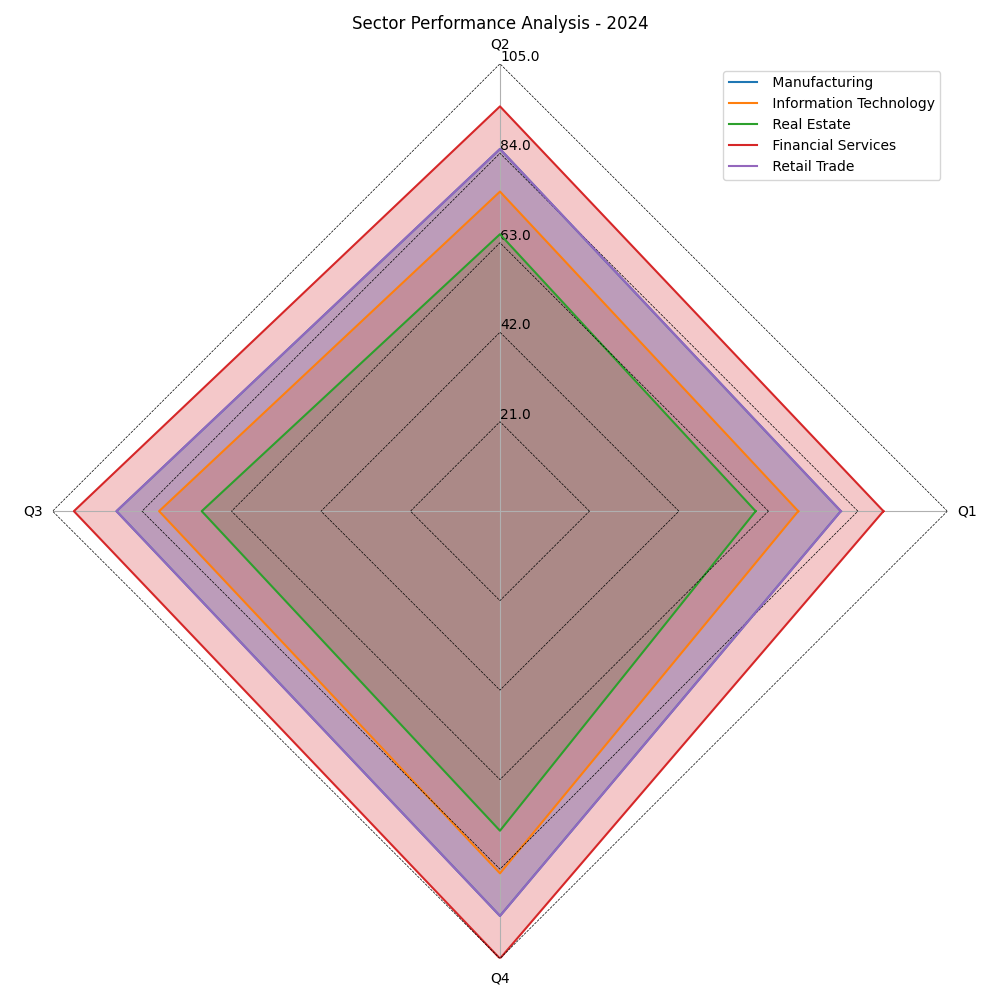 Sector Performance Analysis - 2024
Q2
105.0
Manufacturing
Information Technology
Real Estate
Financial Services
Retail Trade
84.0
63.0
42.0
21.0
Q3
Q1
Q4